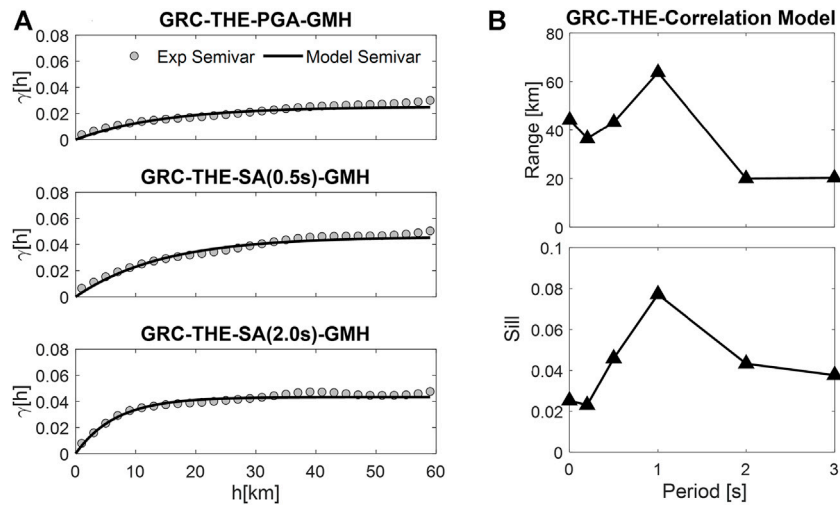 A
GRC-THE-PGA-GMH
0.08
0.06
0.04
0.02
0
γ[h]
Exp Semivar
Model Semivar
GRC-THE-SA(0.5s)-GMH
0.08
0.06
0.04
0.02
0
γ[h]
GRC-THE-SA(2.0s)-GMH
0.08
0.06
0.04
0.02
0
γ[h]
0 10 20 30 40 50 60
h[km]
B
GRC-THE-Correlation Model
80
60
40
20
0
Range [km]
0.1
0.08
0.06
0.04
0.02
0
Sill
0 1 2 3
Period [s]